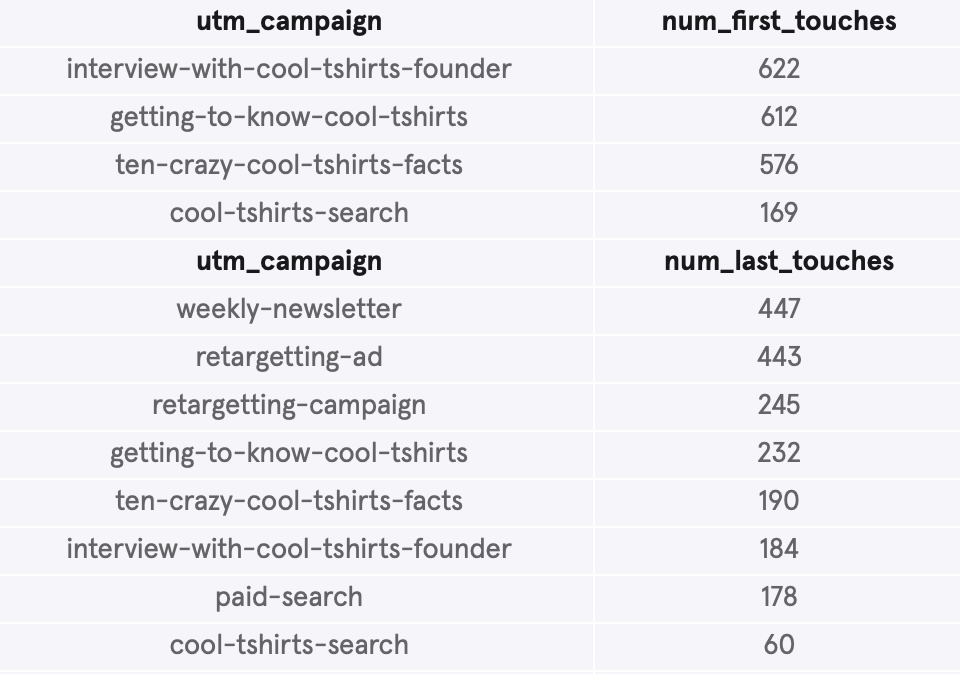 utm_campaign num_first_touches
interview-with-cool-tshirts-founder 622
getting-to-know-cool-tshirts 612
ten-crazy-cool-tshirts-facts 576
cool-tshirts-search 169
utm_campaign num_last_touches
weekly-newsletter 447
retargetting-ad 443
retargetting-campaign 245
getting-to-know-cool-tshirts 232
ten-crazy-cool-tshirts-facts 190
interview-with-cool-tshirts-founder 184
paid-search 178
cool-tshirts-search 60